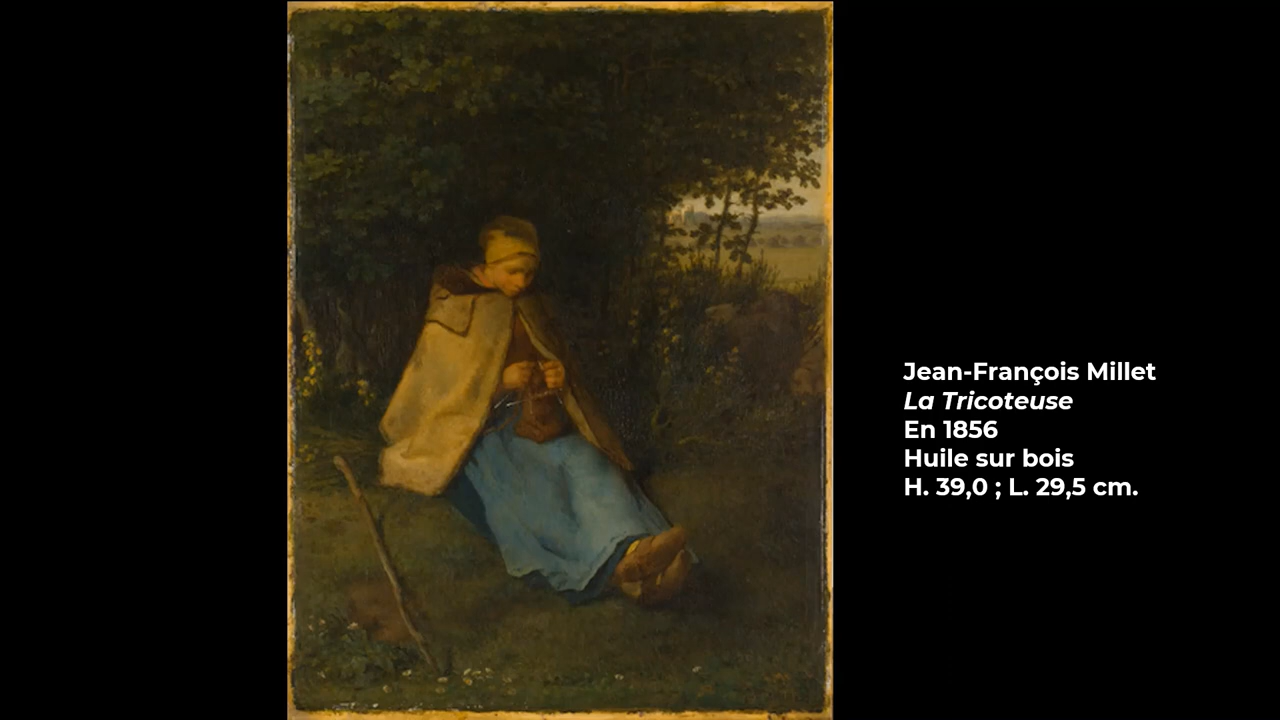 Jean-François Millet
La Tricoteuse
En 1856
Huile sur bois
H. 39,0 ; L. 29,5 cm.